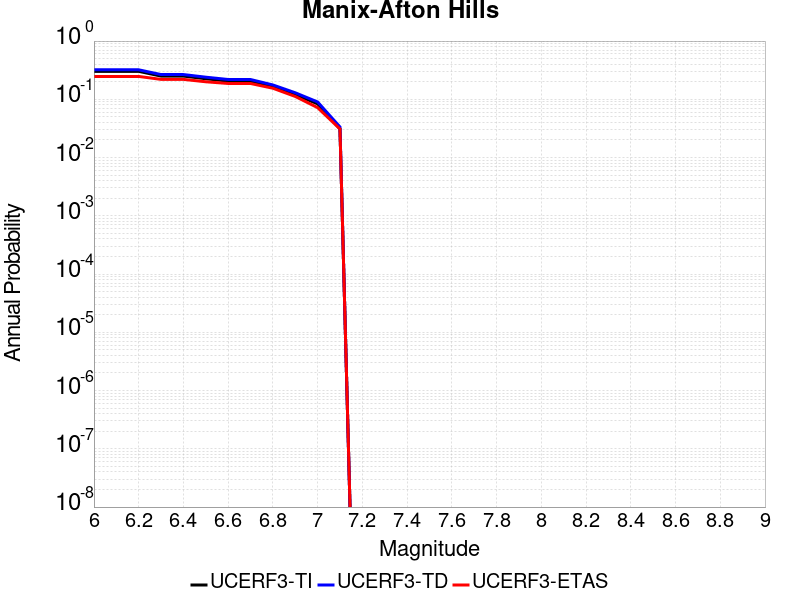 Manix-Afton Hills
Annual Probability
10^0
10^-1
10^-2
10^-3
10^-4
10^-5
10^-6
10^-7
10^-8
6 6.2 6.4 6.6 6.8 7 7.2 7.4 7.6 7.8 8 8.2 8.4 8.6 8.8 9
Magnitude
UCERF3-TI UCERF3-TD UCERF3-ETAS